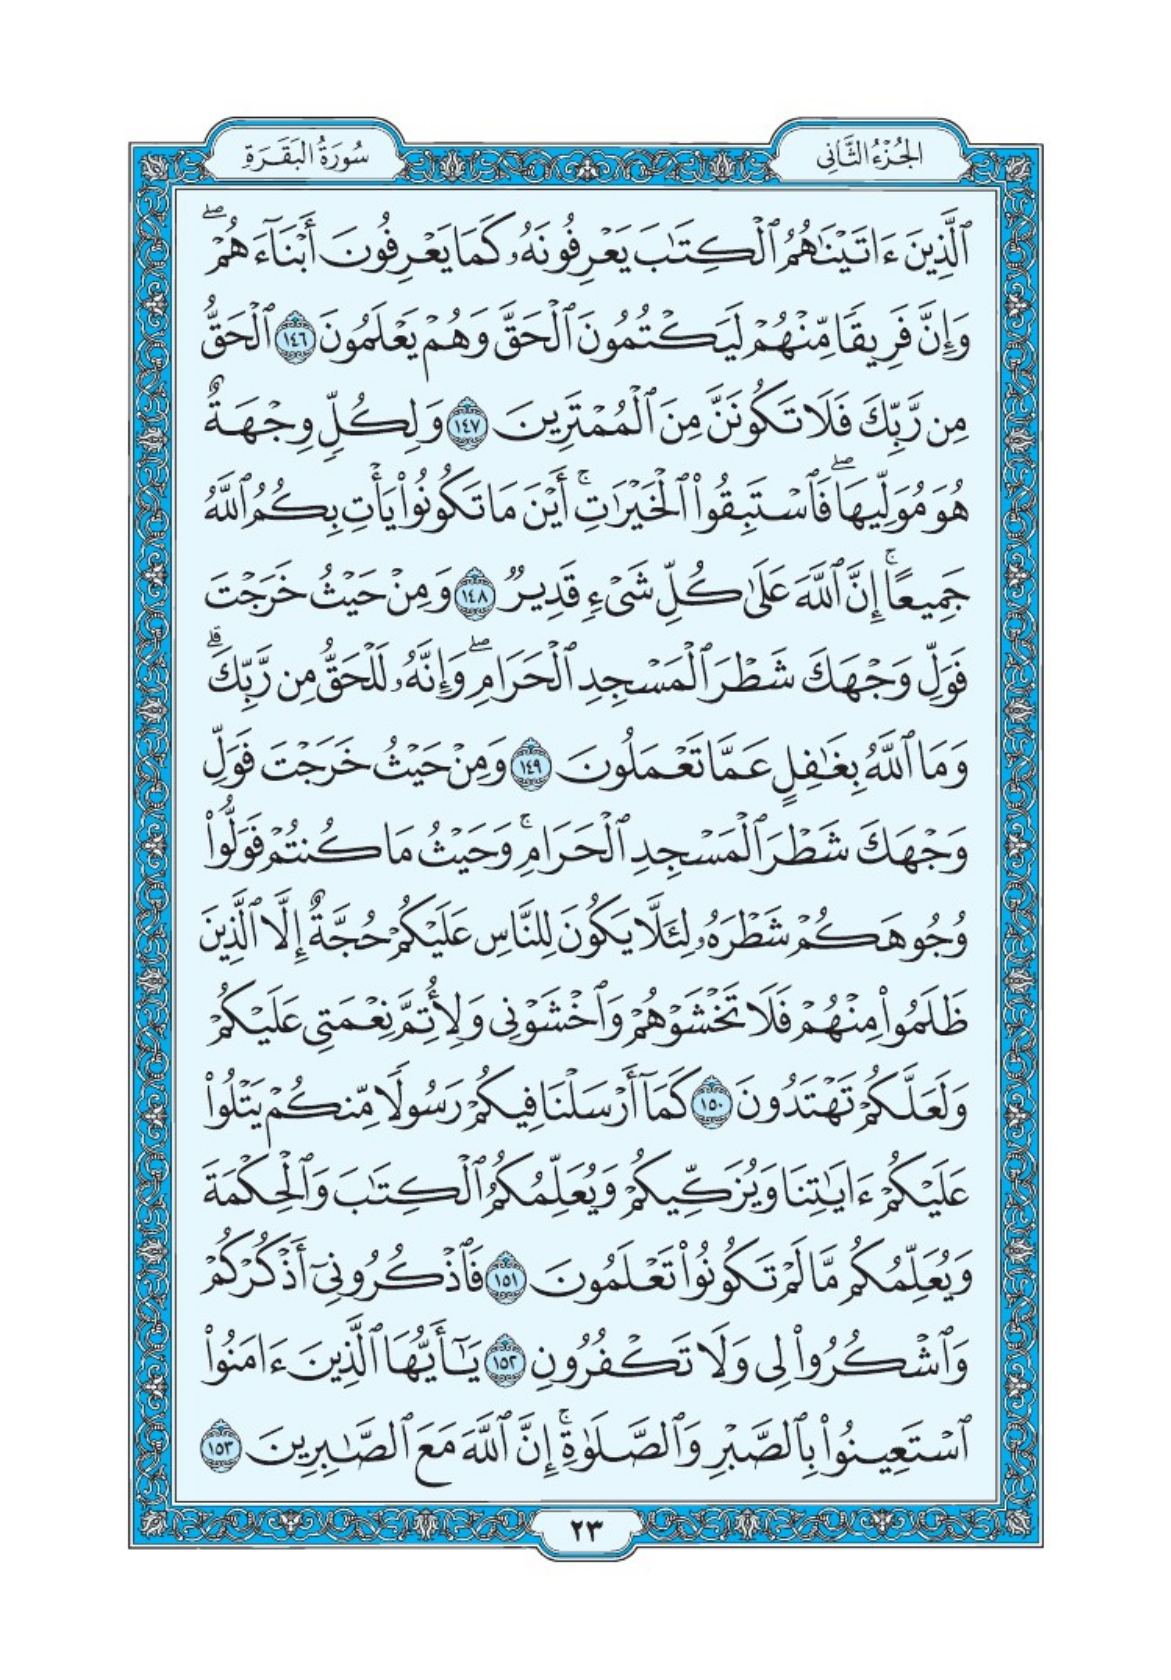 الجُزْءُ الثَّانِي
سُورَةُ البَقَرَةِ
ٱلَّذِينَ ءَاتَيْنَٰهُمُ ٱلْكِتَٰبَ يَعْرِفُونَهُۥ كَمَا يَعْرِفُونَ أَبْنَآءَهُمْۖ
وَإِنَّ فَرِيقًا مِّنْهُمْ لَيَكْتُمُونَ ٱلْحَقَّ وَهُمْ يَعْلَمُونَ ١٤٦ ٱلْحَقُّ
مِن رَّبِّكَ فَلَا تَكُونَنَّ مِنَ ٱلْمُمْتَرِينَ ١٤٧ وَلِكُلٍّ وِجْهَةٌ
هُوَ مُوَلِّيهَاۖ فَٱسْتَبِقُوا۟ ٱلْخَيْرَٰتِۚ أَيْنَ مَا تَكُونُوا۟ يَأْتِ بِكُمُ ٱللَّهُ
جَمِيعًاۚ إِنَّ ٱللَّهَ عَلَىٰ كُلِّ شَىْءٍ قَدِيرٌ ١٤٨ وَمِنْ حَيْثُ خَرَجْتَ
فَوَلِّ وَجْهَكَ شَطْرَ ٱلْمَسْجِدِ ٱلْحَرَامِۖ وَإِنَّهُۥ لَلْحَقُّ مِن رَّبِّكَۗ
وَمَا ٱللَّهُ بِغَٰفِلٍ عَمَّا تَعْمَلُونَ ١٤٩ وَمِنْ حَيْثُ خَرَجْتَ فَوَلِّ
وَجْهَكَ شَطْرَ ٱلْمَسْجِدِ ٱلْحَرَامِۚ وَحَيْثُ مَا كُنتُمْ فَوَلُّوا۟
وُجُوهَكُمْ شَطْرَهُۥ لِئَلَّا يَكُونَ لِلنَّاسِ عَلَيْكُمْ حُجَّةٌ إِلَّا ٱلَّذِينَ
ظَلَمُوا۟ مِنْهُمْ فَلَا تَخْشَوْهُمْ وَٱخْشَوْنِى وَلِأُتِمَّ نِعْمَتِى عَلَيْكُمْ
وَلَعَلَّكُمْ تَهْتَدُونَ ١٥٠ كَمَآ أَرْسَلْنَا فِيكُمْ رَسُولًا مِّنكُمْ يَتْلُوا۟
عَلَيْكُمْ ءَايَٰتِنَا وَيُزَكِّيكُمْ وَيُعَلِّمُكُمُ ٱلْكِتَٰبَ وَٱلْحِكْمَةَ
وَيُعَلِّمُكُم مَّا لَمْ تَكُونُوا۟ تَعْلَمُونَ ١٥١ فَٱذْكُرُونِىٓ أَذْكُرْكُمْ
وَٱشْكُرُوا۟ لِى وَلَا تَكْفُرُونِ ١٥٢ يَٰٓأَيُّهَا ٱلَّذِينَ ءَامَنُوا۟
ٱسْتَعِينُوا۟ بِٱلصَّبْرِ وَٱلصَّلَوٰةِۚ إِنَّ ٱللَّهَ مَعَ ٱلصَّٰبِرِينَ ١٥٣
٢٣